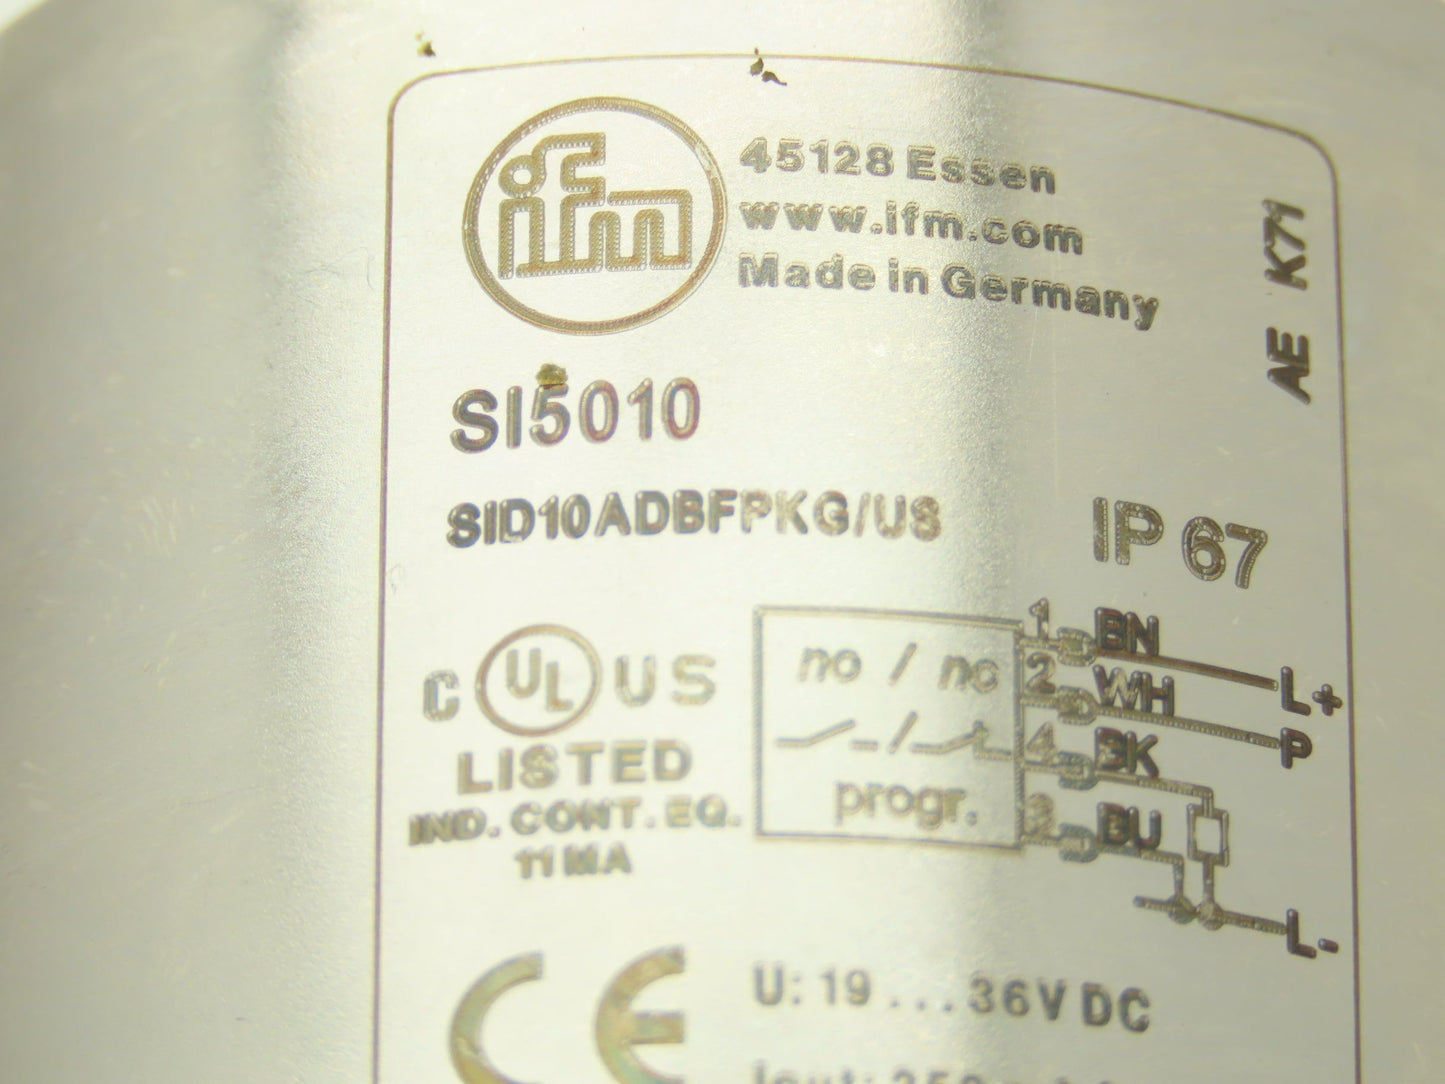 ifm
45128 Essen
www.ifm.com
Made in Germany
AE K71
SI5010
SID10ADBFPKG/US
IP 67
C UL US
LISTED
IND. CONT. EQ.
11MA
no / nc
progr.
1 BN
L+
2 WH
P
4 BK
3 BU
L-
CE
U: 19 ... 36V DC